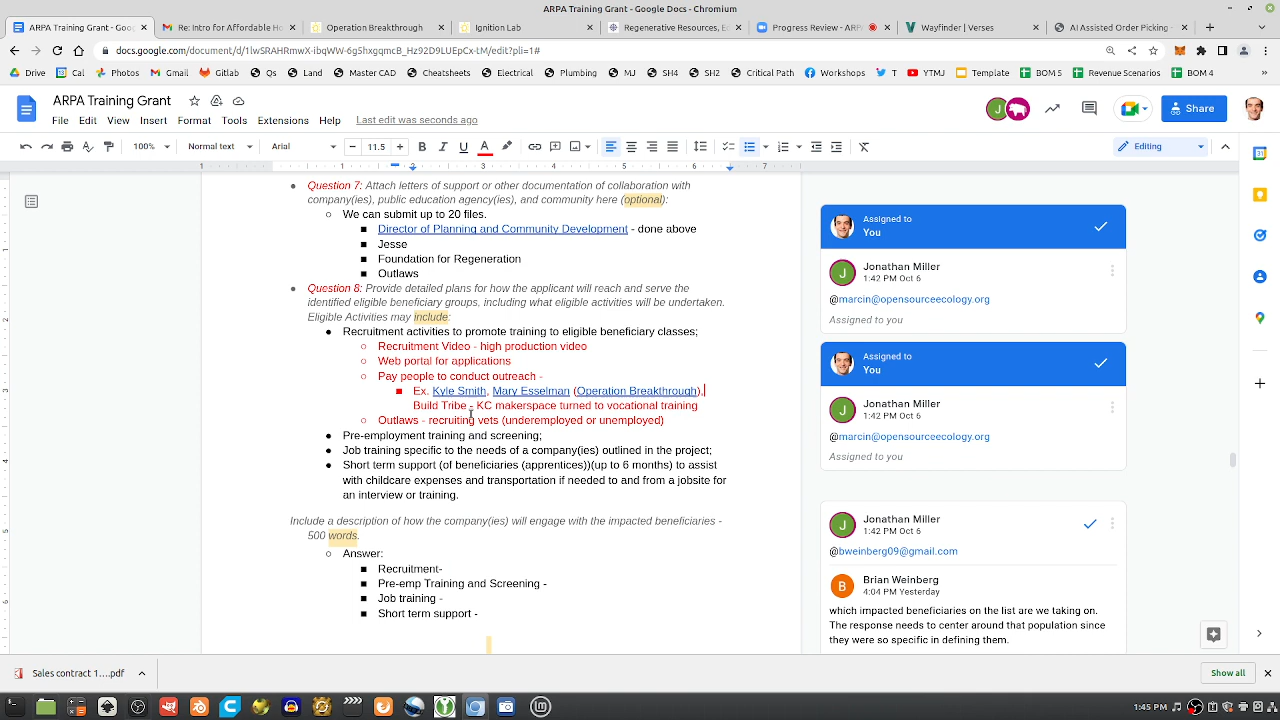 ARPA Training Grant - Google Docs - Chromium
ARPA Training Grant - Google Docs
Re: Intro for Affordable Ho
Operation Breakthrough
Ignition Lab
Regenerative Resources, Ec
Progress Review - ARPA
Wayfinder | Verses
AI Assisted Order Picking -
Drive
Cal
Photos
Gmail
Gitlab
Qs
Land
Master CAD
Cheatsheets
Electrical
Plumbing
MJ
SH4
SH2
Critical Path
Workshops
T
YTMJ
Template
BOM 5
Revenue Scenarios
BOM 4
ARPA Training Grant
File Edit View Insert Format Tools Extensions Help Last edit was seconds ago
Share
100% Normal text Arial 11.5 Editing
1 1 2 3 4 5 6 7
Question 7: Attach letters of support or other documentation of collaboration with
company(ies), public education agency(ies), and community here (optional):
We can submit up to 20 files.
Director of Planning and Community Development - done above
Jesse
Foundation for Regeneration
Outlaws
Question 8: Provide detailed plans for how the applicant will reach and serve the
identified eligible beneficiary groups, including what eligible activities will be undertaken.
Eligible Activities may include:
Recruitment activities to promote training to eligible beneficiary classes;
Recruitment Video - high production video
Web portal for applications
Pay people to conduct outreach -
Ex. Kyle Smith, Mary Esselman (Operation Breakthrough),
Build Tribe - KC makerspace turned to vocational training
Outlaws - recruiting vets (underemployed or unemployed)
Pre-employment training and screening;
Job training specific to the needs of a company(ies) outlined in the project;
Short term support (of beneficiaries (apprentices))(up to 6 months) to assist
with childcare expenses and transportation if needed to and from a jobsite for
an interview or training.
Include a description of how the company(ies) will engage with the impacted beneficiaries -
500 words.
Answer:
Recruitment-
Pre-emp Training and Screening -
Job training -
Short term support -
Assigned to
You
Jonathan Miller
1:42 PM Oct 6
@marcin@opensourceecology.org
Assigned to you
Assigned to
You
Jonathan Miller
1:42 PM Oct 6
@marcin@opensourceecology.org
Assigned to you
Jonathan Miller
1:42 PM Oct 6
@bweinberg09@gmail.com
Brian Weinberg
4:04 PM Yesterday
which impacted beneficiaries on the list are we taking on.
The response needs to center around that population since
they were so specific in defining them.
Sales contract 1....pdf
Show all
1:45 PM